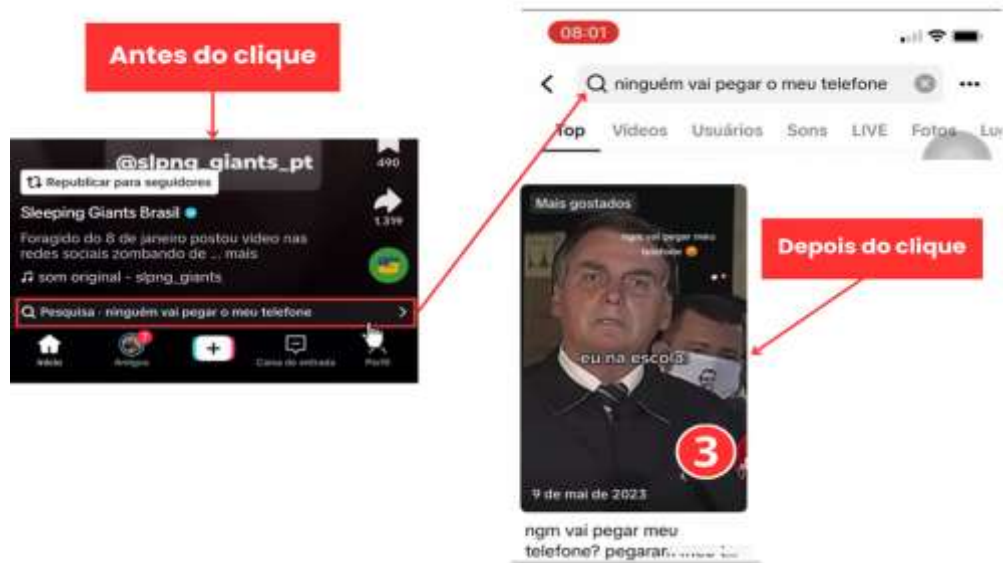 Antes do clique
@slpng_giants_pt
490
Republicar para seguidores
Sleeping Giants Brasil
1.319
Foragido do 8 de janeiro postou vídeo nas
redes sociais zombando de ... mais
som original - slpng_giants
Pesquisa · ninguém vai pegar o meu telefone
Início
Amigos
Caixa de entrada
Perfil
08:01
ninguém vai pegar o meu telefone
Top Vídeos Usuários Sons LIVE Fotos Lu
Mais gostados
ngm vai pegar meu
telefone
Depois do clique
eu na escola
3
9 de mai de 2023
ngm vai pegar meu
telefone? pegaram